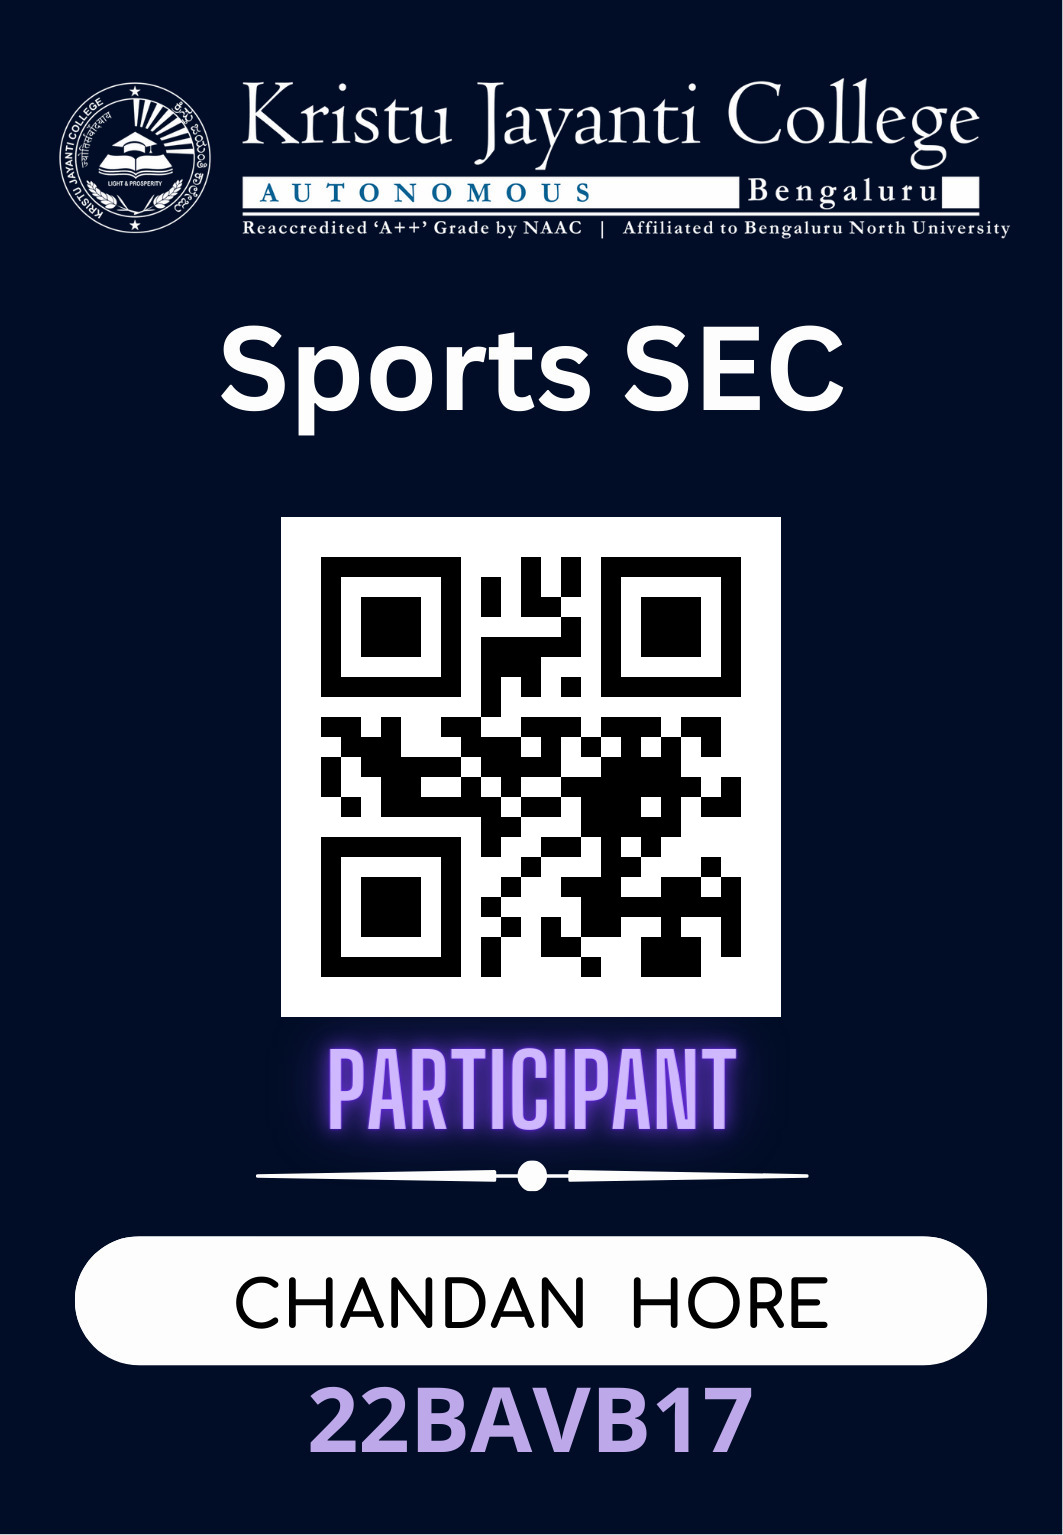 KRISTU JAYANTI COLLEGE
ಕ್ರಿಸ್ತು ಜಯಂತಿ ಕಾಲೇಜು
LIGHT & PROSPERITY
Kristu Jayanti College
AUTONOMOUS Bengaluru
Reaccredited ‘A++’ Grade by NAAC | Affiliated to Bengaluru North University
Sports SEC
PARTICIPANT
CHANDAN HORE
22BAVB17